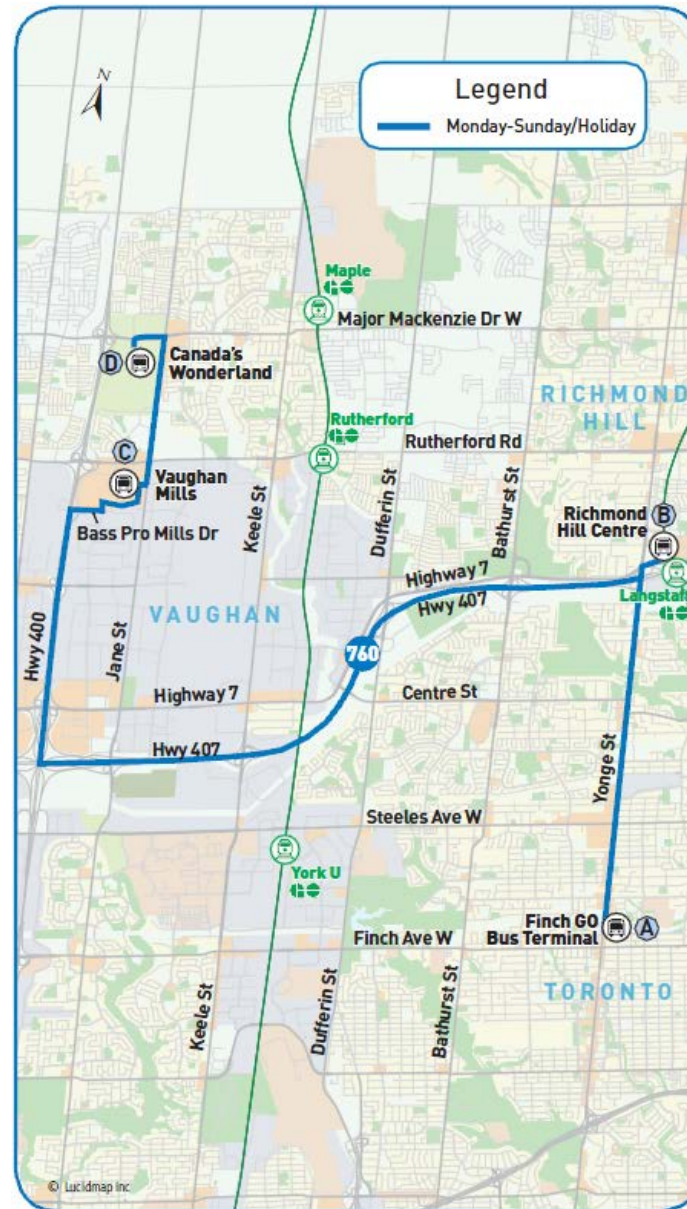 N
Legend
Monday-Sunday/Holiday
Maple
Major Mackenzie Dr W
D
Canada's
Wonderland
RICHMOND
HILL
Rutherford
Rutherford Rd
C
Vaughan
Mills
Keele St
Dufferin St
Bathurst St
Richmond
Hill Centre
B
Bass Pro Mills Dr
Highway 7
Hwy 407
Langstaff
VAUGHAN
Hwy 400
Jane St
760
Highway 7
Centre St
Hwy 407
Yonge St
Steeles Ave W
York U
Finch GO
Bus Terminal
A
Finch Ave W
Keele St
Dufferin St
Bathurst St
TORONTO
© Lucidmap Inc